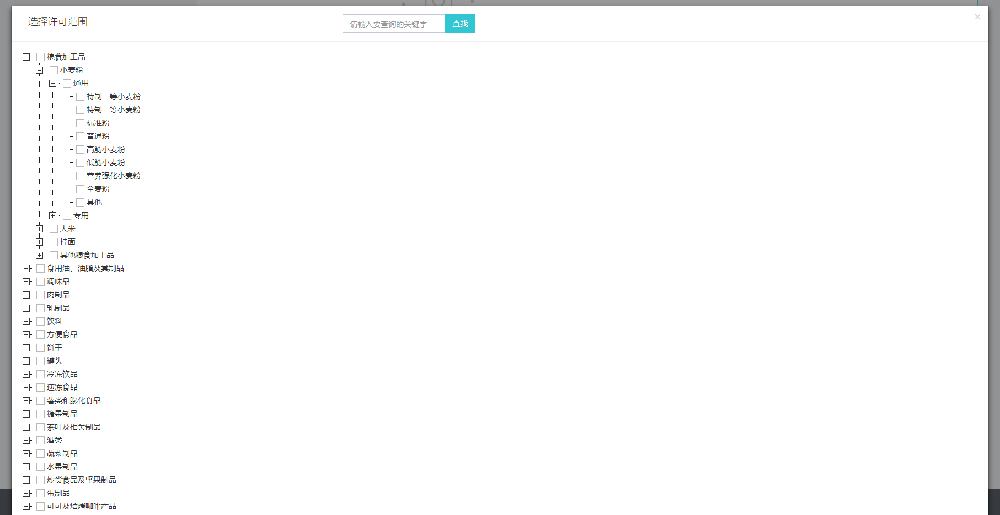 选择许可范围
请输入要查询的关键字 查找
粮食加工品
小麦粉
通用
特制一等小麦粉
特制二等小麦粉
标准粉
普通粉
高筋小麦粉
低筋小麦粉
营养强化小麦粉
全麦粉
其他
专用
大米
挂面
其他粮食加工品
食用油、油脂及其制品
调味品
肉制品
乳制品
饮料
方便食品
饼干
罐头
冷冻饮品
速冻食品
薯类和膨化食品
糖果制品
茶叶及相关制品
酒类
蔬菜制品
水果制品
炒货食品及坚果制品
蛋制品
可可及焙烤咖啡产品